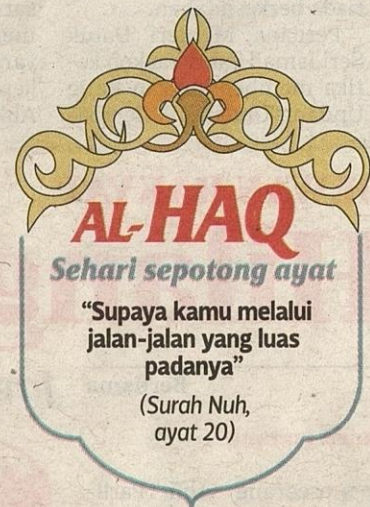 AL-HAQ
Sehari sepotong ayat
“Supaya kamu melalui
jalan-jalan yang luas
padanya”
(Surah Nuh,
ayat 20)